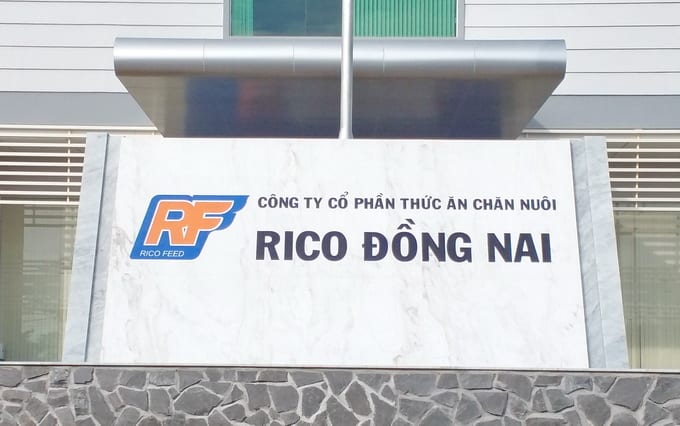 RF
RICO FEED
CÔNG TY CỔ PHẦN THỨC ĂN CHĂN NUÔI
RICO ĐỒNG NAI